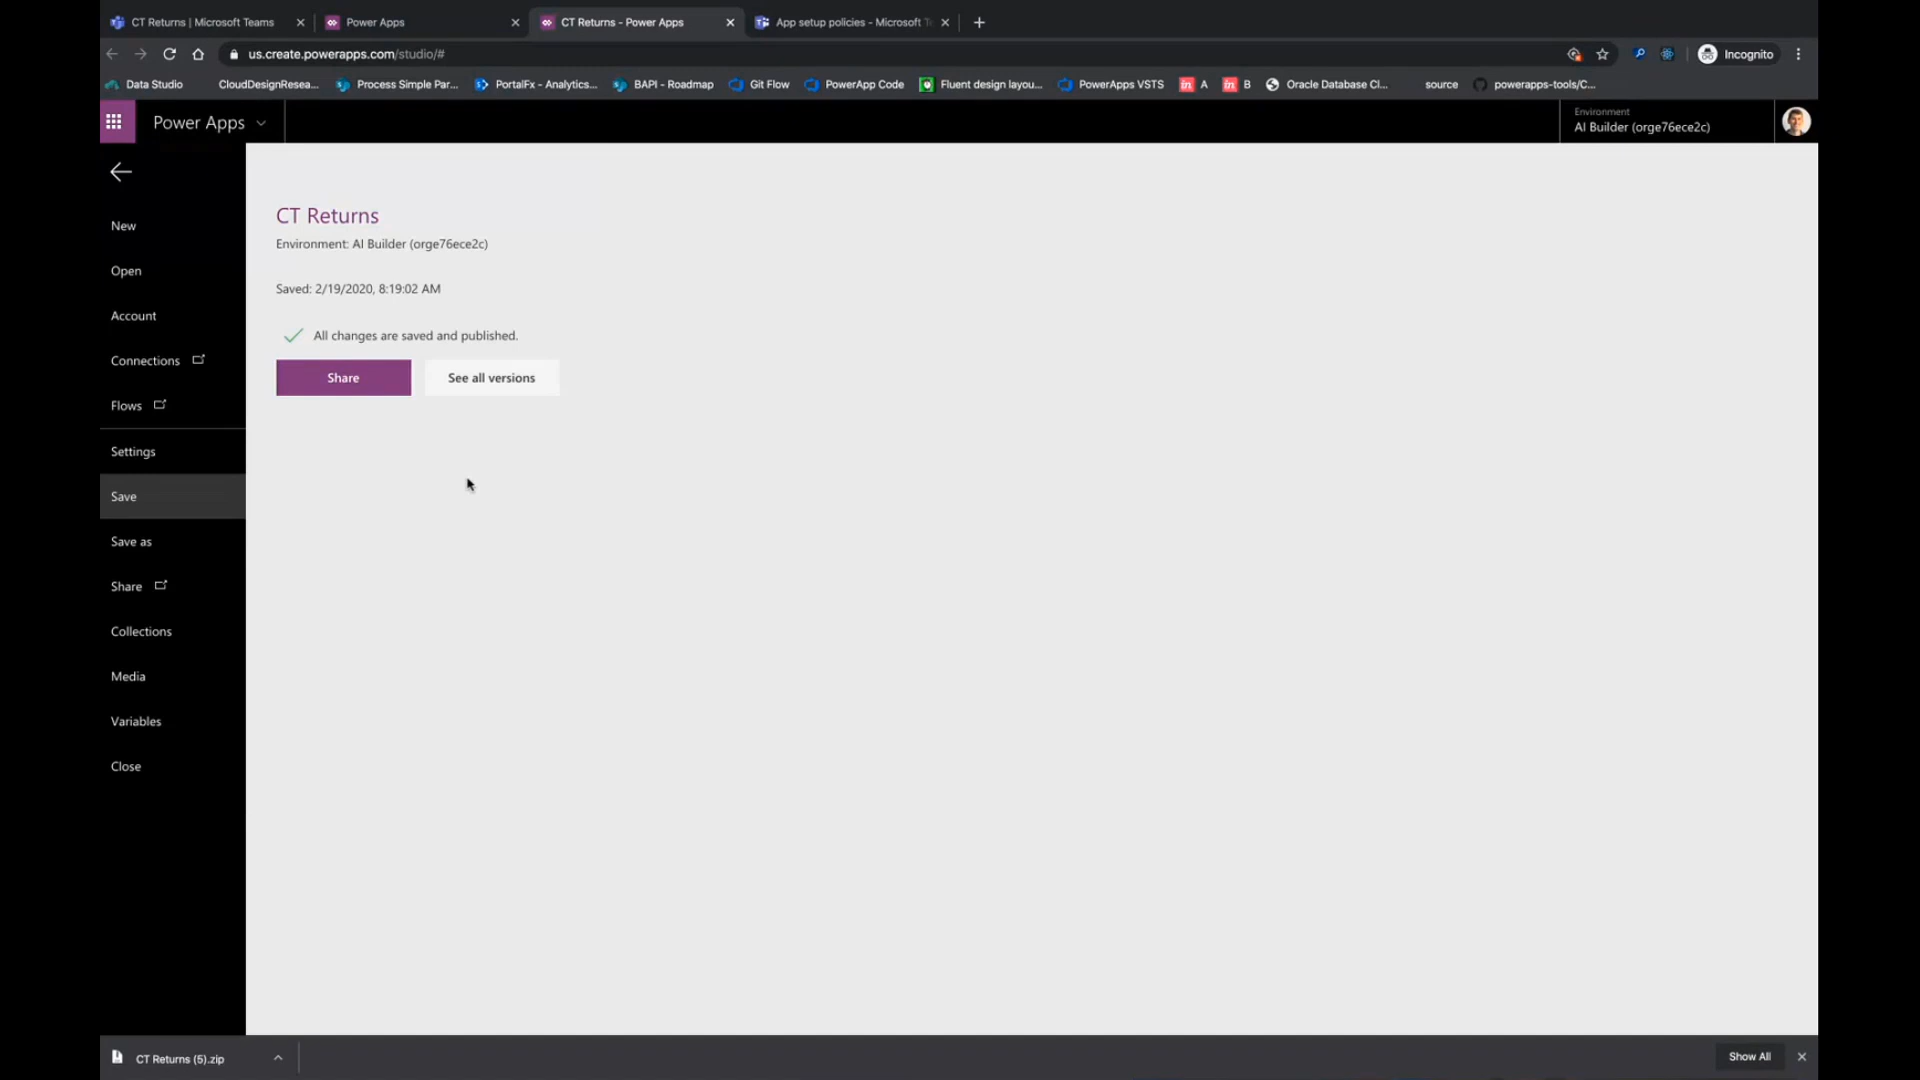 CT Returns | Microsoft Teams
Power Apps
CT Returns - Power Apps
App setup policies - Microsoft Te
us.create.powerapps.com/studio/#
Incognito
Data Studio
CloudDesignResea...
Process Simple Par...
PortalFx - Analytics...
BAPI - Roadmap
Git Flow
PowerApp Code
Fluent design layou...
PowerApps VSTS
A
B
Oracle Database Cl...
source
powerapps-tools/C...
Power Apps
Environment
AI Builder (orge76ece2c)
New
Open
Account
Connections
Flows
Settings
Save
Save as
Share
Collections
Media
Variables
Close
CT Returns
Environment: AI Builder (orge76ece2c)
Saved: 2/19/2020, 8:19:02 AM
All changes are saved and published.
Share
See all versions
CT Returns (5).zip
Show All